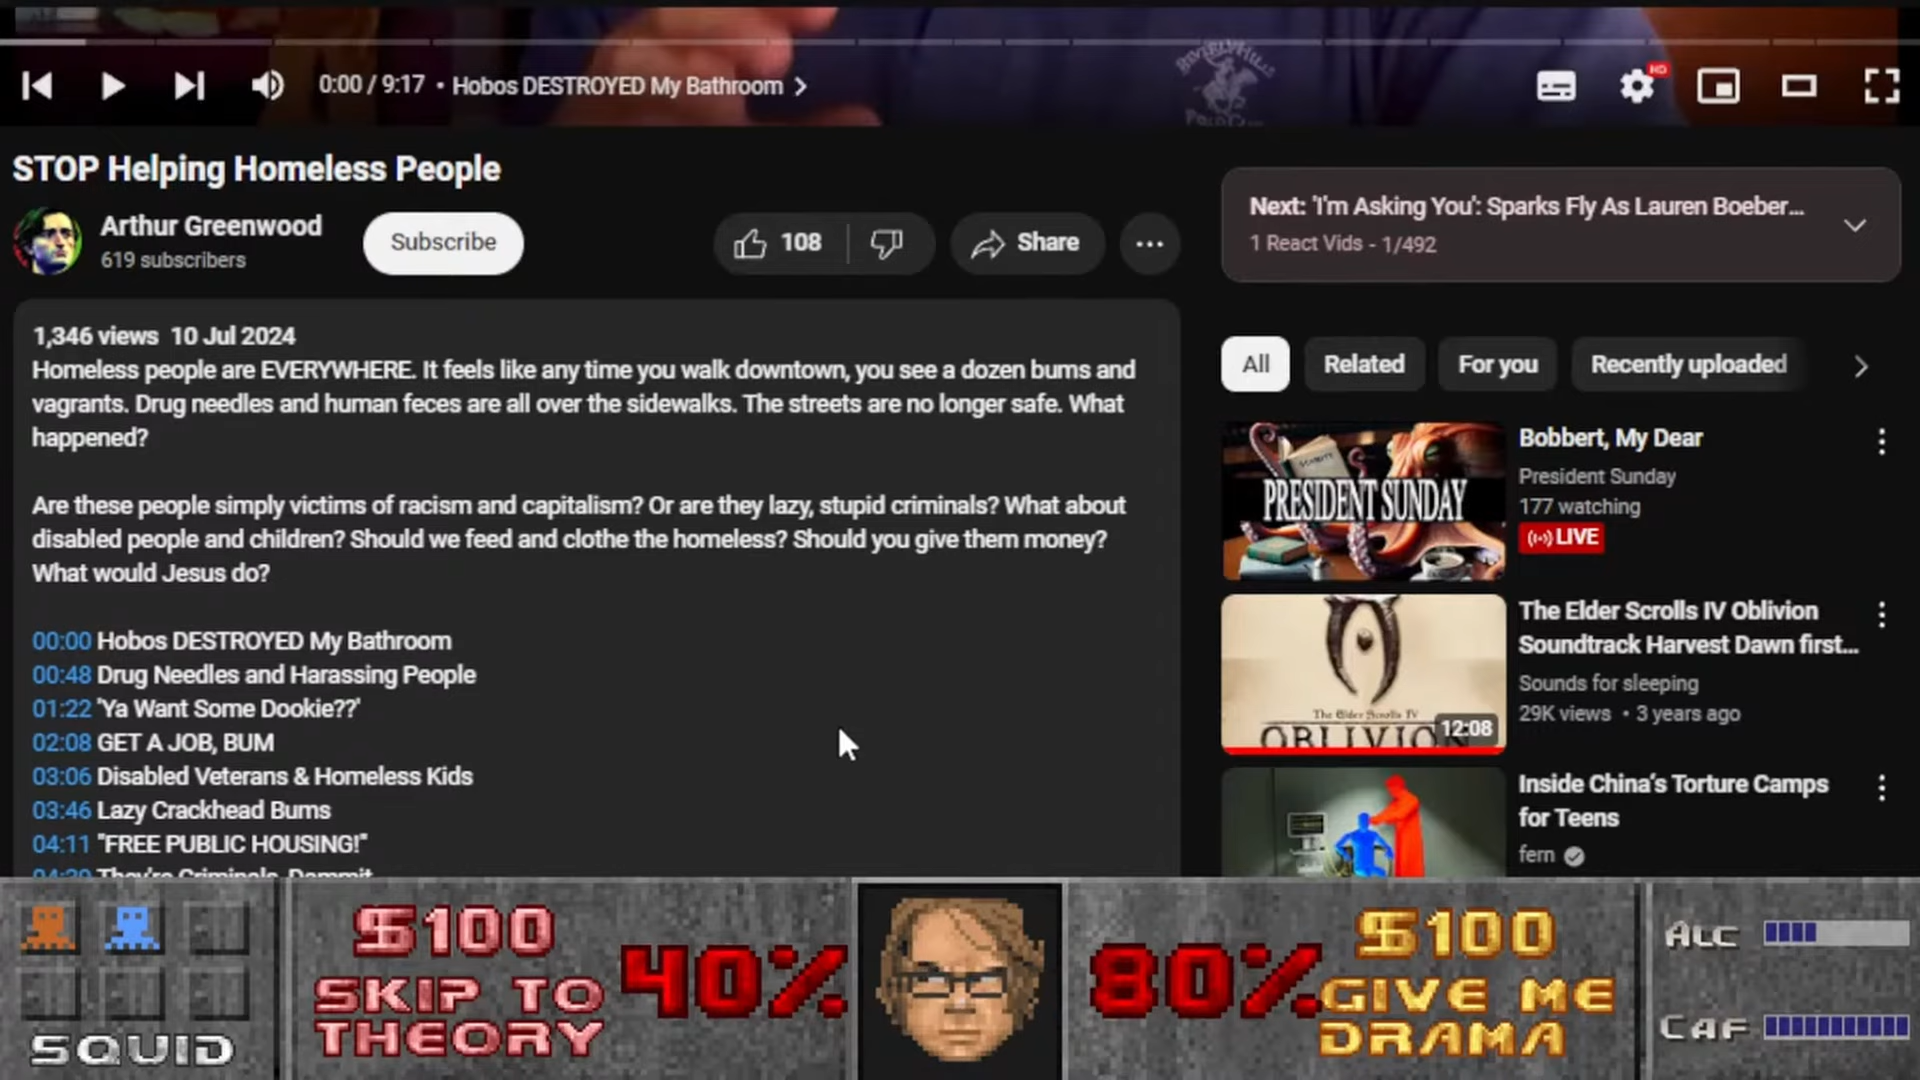 BEVERLY HILLS
0:00 / 9:17 • Hobos DESTROYED My Bathroom
HD
STOP Helping Homeless People
Arthur Greenwood
619 subscribers
Subscribe
108
Share
1,346 views 10 Jul 2024
Homeless people are EVERYWHERE. It feels like any time you walk downtown, you see a dozen bums and
vagrants. Drug needles and human feces are all over the sidewalks. The streets are no longer safe. What
happened?
Are these people simply victims of racism and capitalism? Or are they lazy, stupid criminals? What about
disabled people and children? Should we feed and clothe the homeless? Should you give them money?
What would Jesus do?
00:00 Hobos DESTROYED My Bathroom
00:48 Drug Needles and Harassing People
01:22 'Ya Want Some Dookie??'
02:08 GET A JOB, BUM
03:06 Disabled Veterans & Homeless Kids
03:46 Lazy Crackhead Bums
04:11 "FREE PUBLIC HOUSING!"
They're Criminals, Dammit
Next: 'I'm Asking You': Sparks Fly As Lauren Boeber...
1 React Vids - 1/492
All
Related
For you
Recently uploaded
PRESIDENT SUNDAY
Bobbert, My Dear
President Sunday
177 watching
LIVE
The Elder Scrolls IV
OBLIVION
12:08
The Elder Scrolls IV Oblivion
Soundtrack Harvest Dawn first...
Sounds for sleeping
29K views • 3 years ago
Inside China's Torture Camps
for Teens
fern
SQUID
$100
SKIP TO
THEORY
40%
80%
$100
GIVE ME
DRAMA
ALC
CAF